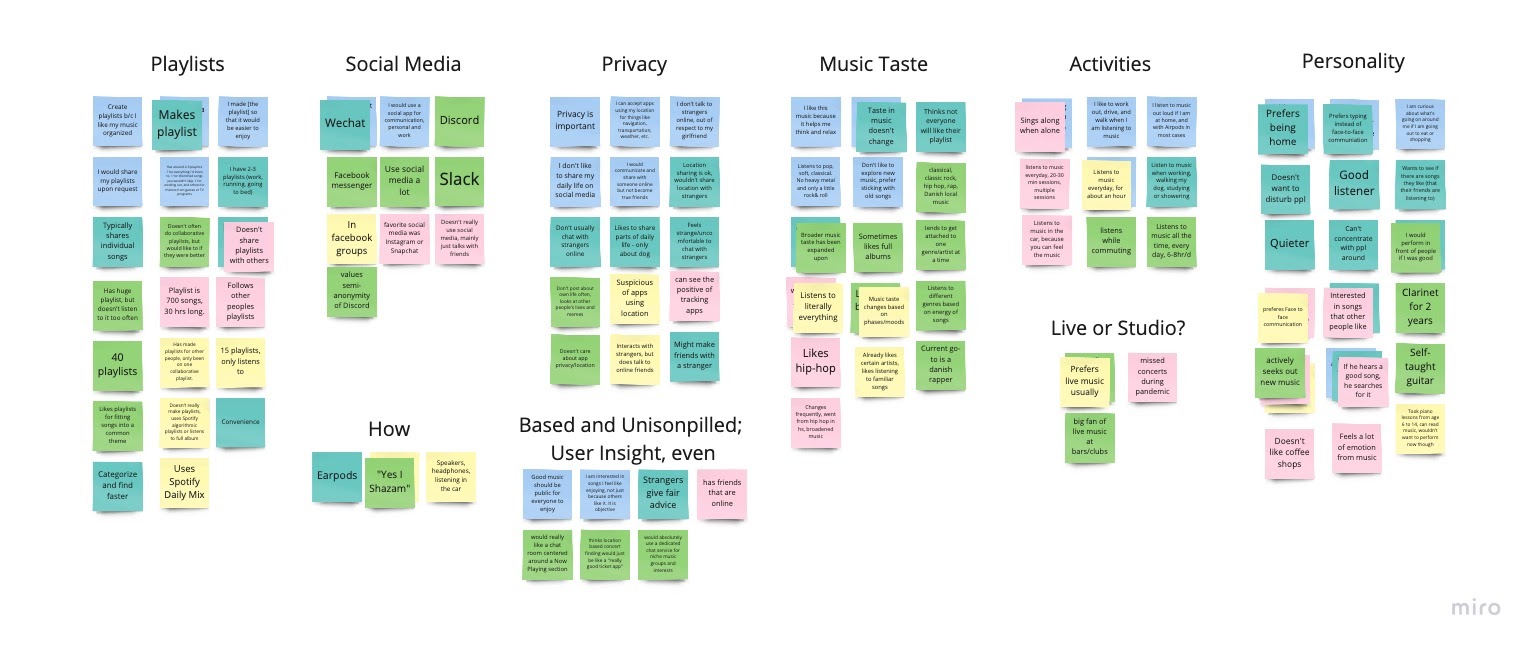 Playlists
Create
playlists b/c I
like my music
organized
Makes
playlist
I made [the
playlist] so
that it would
be easier to
enjoy
I would share
my playlists
upon request
I have 2-3
playlists (work,
running, going
to bed)
Typically
shares
individual
songs
Doesn't often
do collaborative
playlists, but
would like to if
they were better
Doesn't
share
playlists
with others
Has huge
playlist, but
doesn't listen
to it too often
Playlist is
700 songs,
30 hrs long.
Follows
other
peoples
playlists
40
playlists
Has made
playlists for other
people, only been
on one
collaborative
playlist.
15 playlists,
only listens
to
Likes playlists
for fitting
songs into a
common
theme
Doesn't really
make playlists,
uses Spotify
algorithmic
playlists or listens
to full album
Convenience
Categorize
and find
faster
Uses
Spotify
Daily Mix
Social Media
Wechat
I would use a
social app for
communication,
personal and
work
Discord
Facebook
messenger
Use social
media a
lot
Slack
In
facebook
groups
favorite social
media was
Instagram or
Snapchat
Doesn't really
use social
media, mainly
just talks with
friends
values
semi-
anonymity
of Discord
How
Earpods
"Yes I
Shazam"
Speakers,
headphones,
listening in
the car
Privacy
Privacy is
important
I can accept apps
using my location
for things like
navigation,
transportation,
weather, etc.
I don't talk to
strangers
online, out of
respect to my
girlfriend
I don't like
to share my
daily life on
social media
I would
communicate and
share with
someone online
but not become
true friends
Location
sharing is ok,
wouldn't share
location with
strangers
Don't usually
chat with
strangers
online
Likes to share
parts of daily
life - only
about dog
Feels
strange/unco
mfortable to
chat with
strangers
Don't post about
own life often,
looks at other
people's lives and
memes
Suspicious
of apps
using
location
can see the
positive of
tracking
apps
Doesn't care
about app
privacy/location
Interacts with
strangers, but
does talk to
online friends
Might make
friends with
a stranger
Based and Unisonpilled;
User Insight, even
Good music
should be
public for
everyone to
enjoy
I am interested in
songs I feel like
enjoying, not just
because others
like it. It is
objective
Strangers
give fair
advice
has friends
that are
online
would really
like a chat
room centered
around a Now
Playing section
thinks location
based concert
finding would just
be like a "really
good ticket app"
would absolutely
use a dedicated
chat service for
niche music
groups and
interests
Music Taste
I like this
music because
it helps me
think and relax
Taste in
music
doesn't
change
Thinks not
everyone
will like their
playlist
Listens to pop,
soft, classical.
No heavy metal
and only a little
rock& roll
Don't like to
explore new
music, prefer
sticking with
old songs
classical,
classic rock,
hip hop, rap,
Danish local
music
Broader music
taste has been
expanded
upon
Sometimes
likes full
albums
tends to get
attached to
one
genre/artist at
a time
Listens to
literally
everything
Music taste
changes based
on
phases/moods
Listens to
different
genres based
on energy of
songs
Likes
hip-hop
Already likes
certain artists,
likes listening
to familiar
songs
Current go-
to is a
danish
rapper
Changes
frequently, went
from hip hop in
hs, broadened
music
Activities
Sings along
when alone
I like to work
out, drive, and
walk when I
am listening to
music
I listen to music
out loud if I am
at home, and
with Airpods in
most cases
listens to music
everyday, 20-30
min sessions,
multiple
sessions
Listens to
music
everyday, for
about an hour
Listen to music
when working,
walking my
dog, studying
or showering
Listens to
music in the
car, because
you can feel
the music
listens
while
commuting
Listens to
music all the
time, every
day, 6-8hr/d
Live or Studio?
Prefers
live music
usually
missed
concerts
during
pandemic
big fan of
live music
at
bars/clubs
Personality
Prefers
being
home
Prefers typing
instead of
face-to-face
communication
I am curious
about what's
going on around
me if I am going
out to eat or
shopping
Doesn't
want to
disturb ppl
Good
listener
Wants to see if
there are songs
they like (that
their friends are
listening to)
Quieter
Can't
concentrate
with ppl
around
I would
perform in
front of people
if I was good
preferes Face to
face
communication
Interested
in songs
that other
people like
Clarinet
for 2
years
actively
seeks out
new music
If he hears a
good song,
he searches
for it
Self-
taught
guitar
Doesn't
like coffee
shops
Feels a lot
of emotion
from music
Took piano
lessons from age
6 to 14, can read
music, wouldn't
want to perform
now though
miro